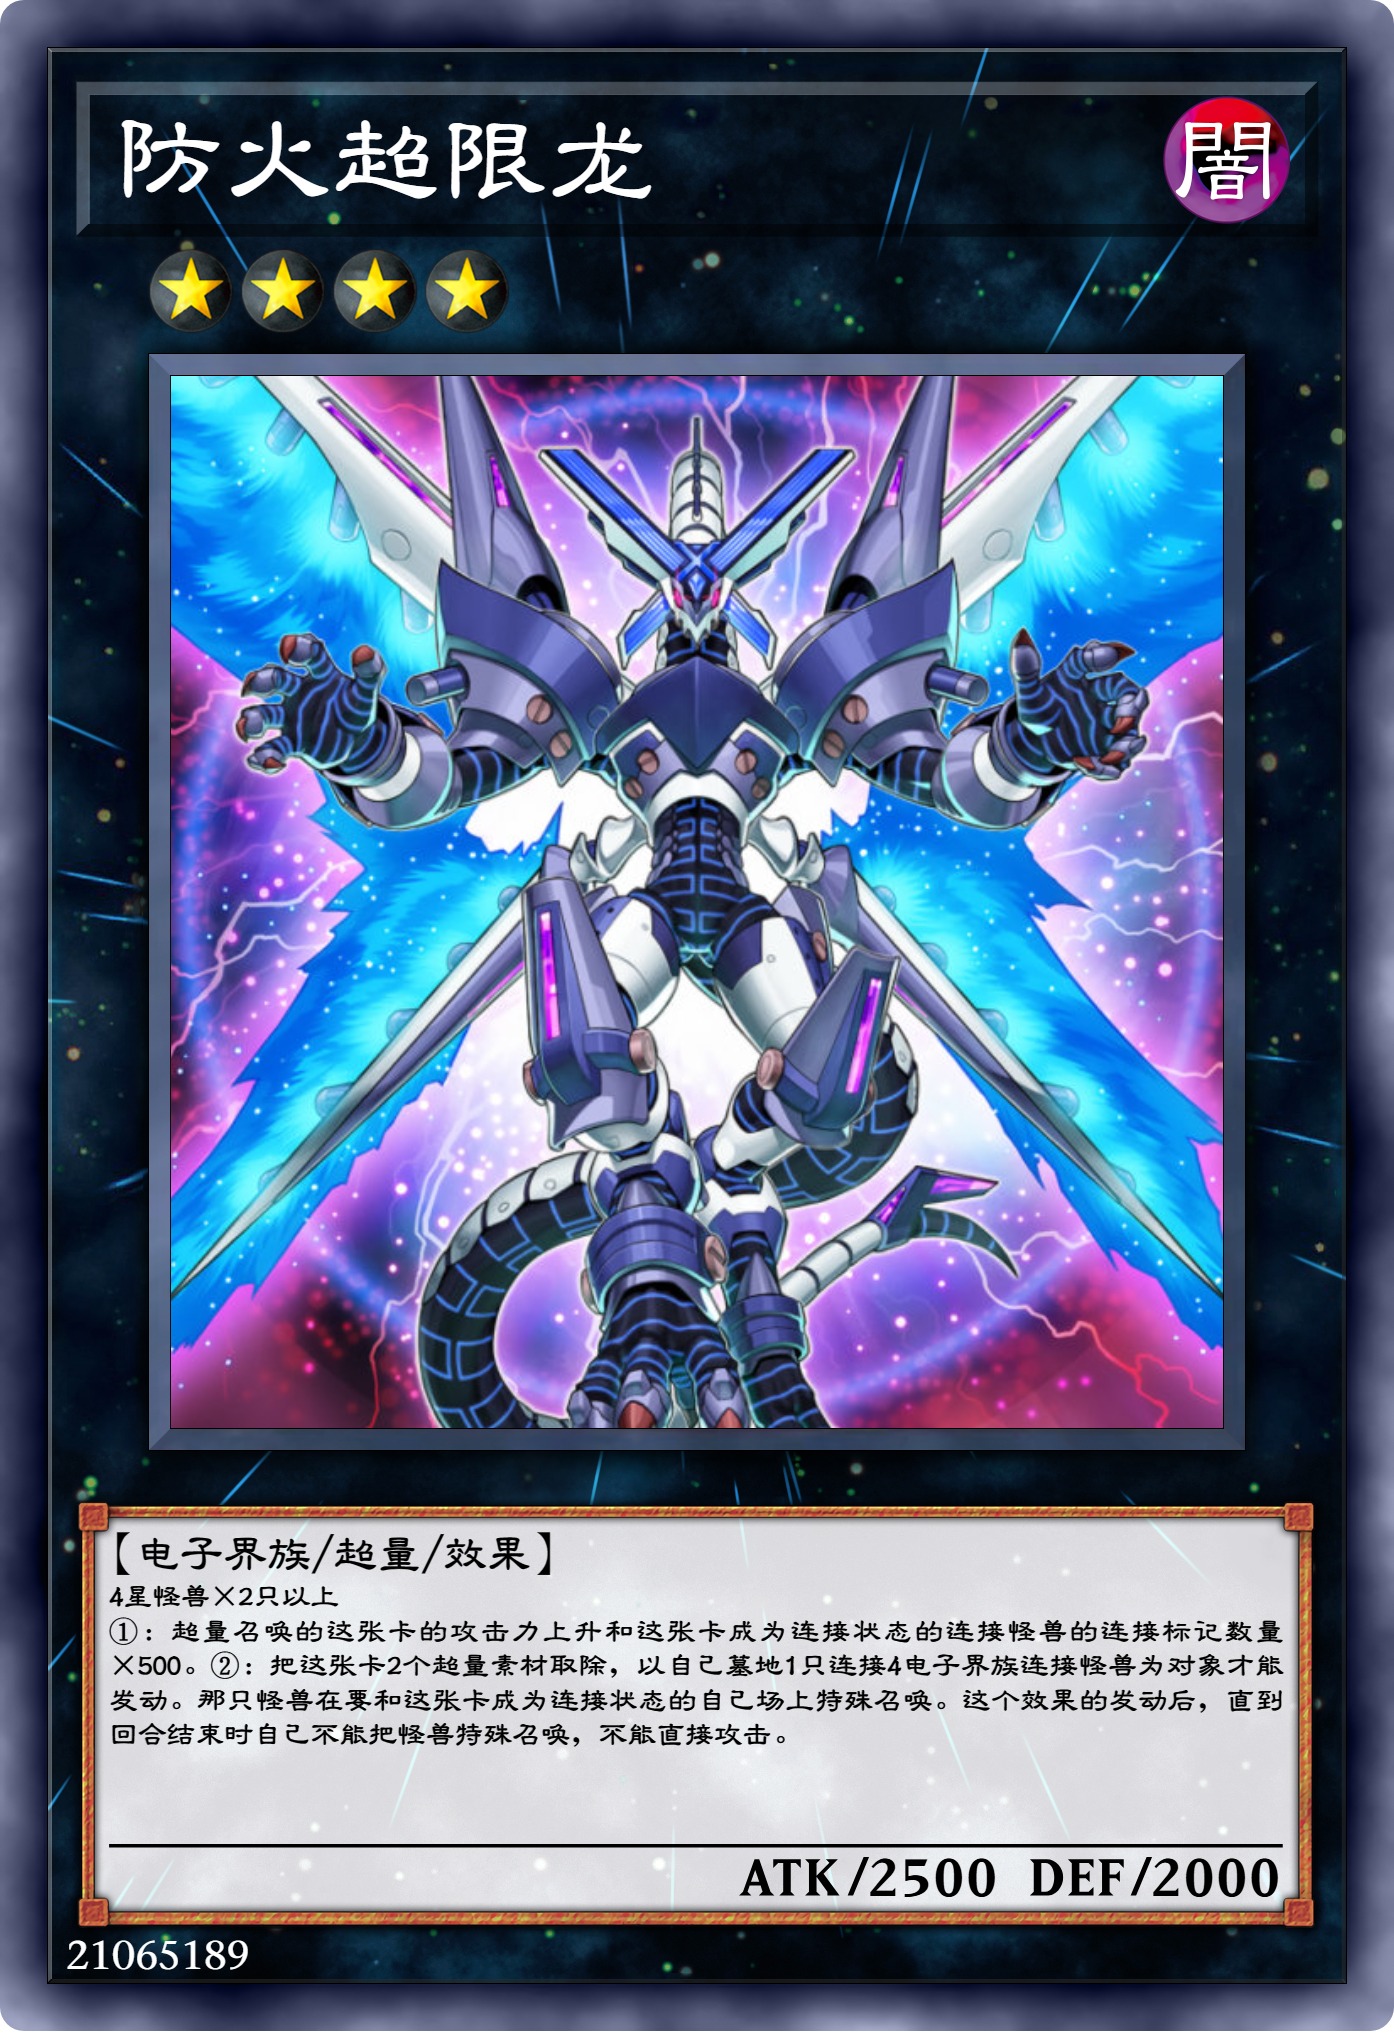 防火超限龙
闇
【电子界族/超量/效果】
4星怪兽×2只以上
①：超量召唤的这张卡的攻击力上升和这张卡成为连接状态的连接怪兽的连接标记数量
×500。②：把这张卡2个超量素材取除，以自己墓地1只连接4电子界族连接怪兽为对象才能
发动。那只怪兽在要和这张卡成为连接状态的自己场上特殊召唤。这个效果的发动后，直到
回合结束时自己不能把怪兽特殊召唤，不能直接攻击。
ATK/2500 DEF/2000
21065189